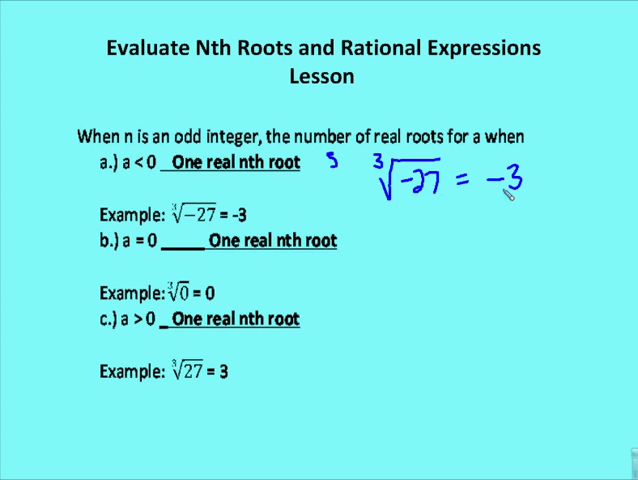 Evaluate Nth Roots and Rational Expressions
Lesson
When n is an odd integer, the number of real roots for a when
a.) a < 0 _One real nth root 5 ∛-27 = -3
Example: ∛−27 = -3
b.) a = 0 _____ One real nth root
Example: ∛0 = 0
c.) a > 0 _ One real nth root
Example: ∛27 = 3